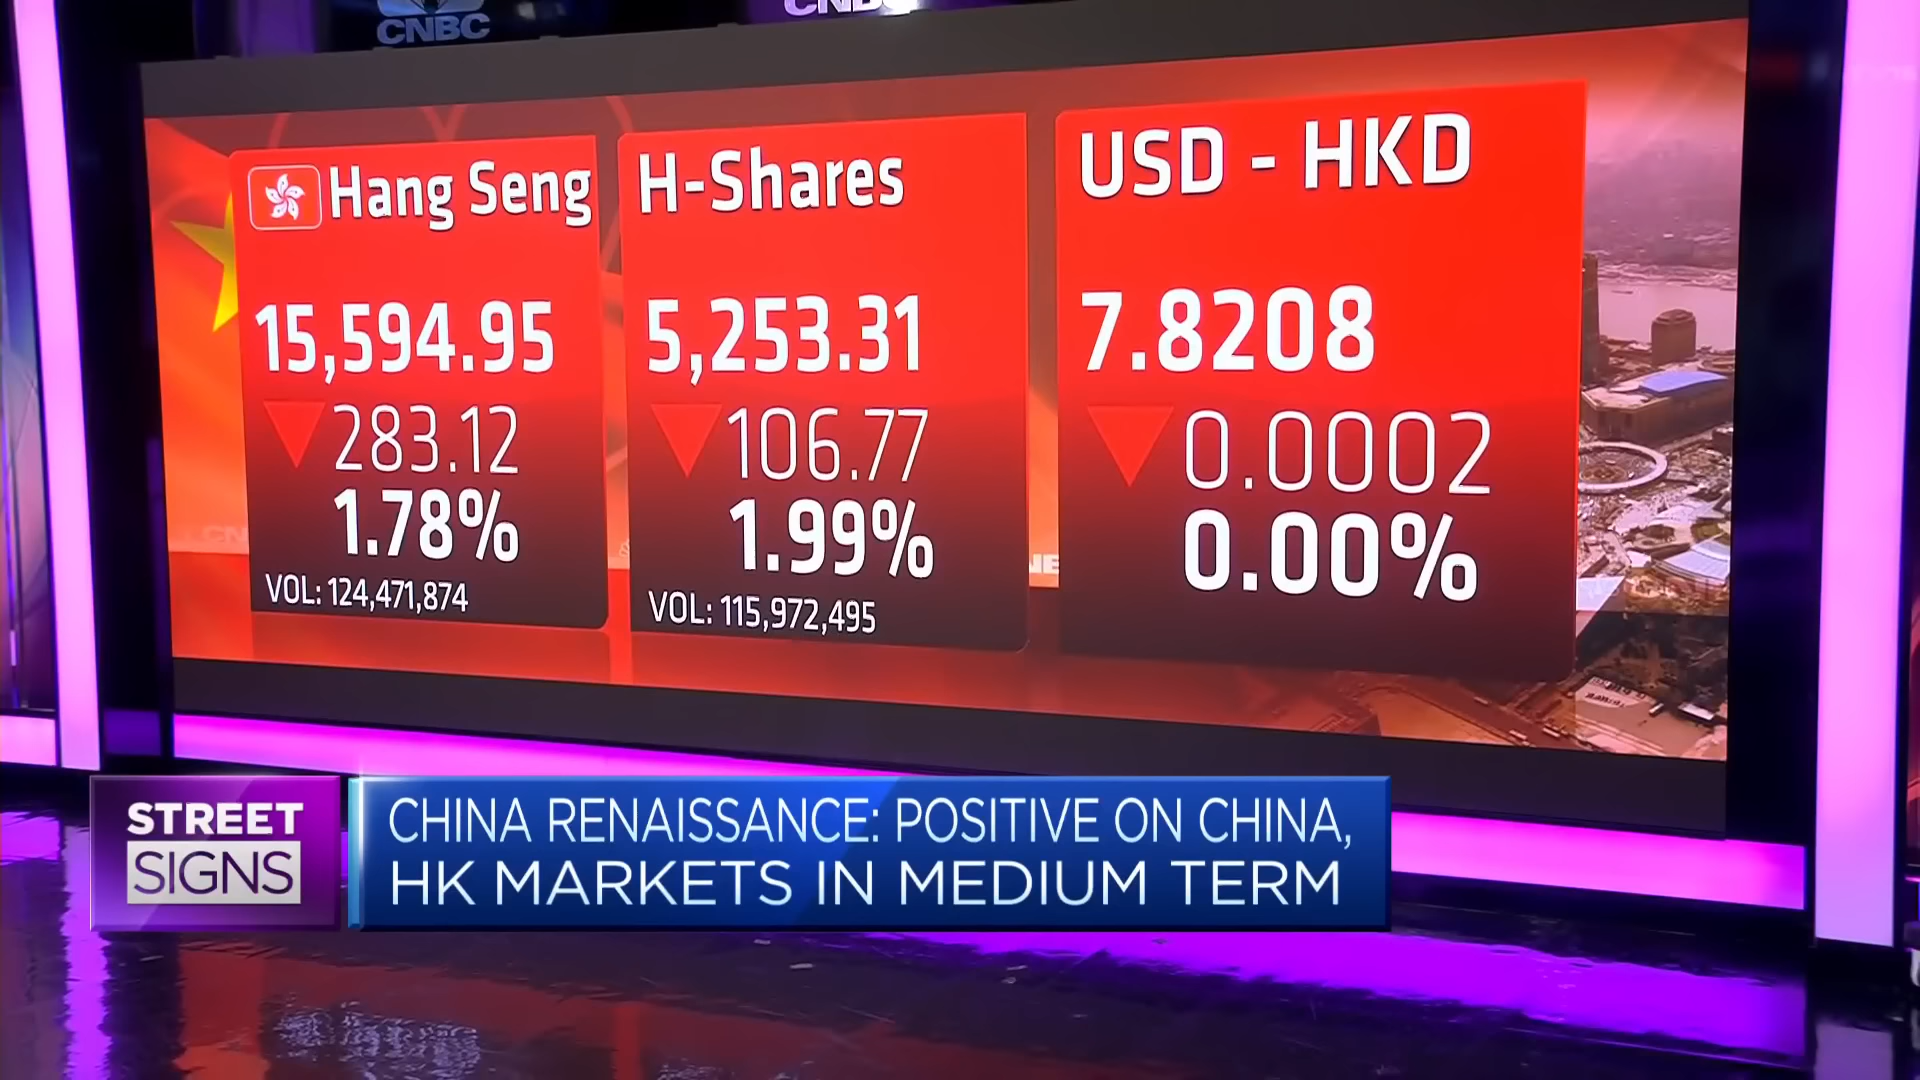 CNBC
CNBC
Hang Seng
15,594.95
283.12
1.78%
VOL: 124,471,874
H-Shares
5,253.31
106.77
1.99%
VOL: 115,972,495
USD - HKD
7.8208
0.0002
0.00%
STREET
SIGNS
CHINA RENAISSANCE: POSITIVE ON CHINA,
HK MARKETS IN MEDIUM TERM